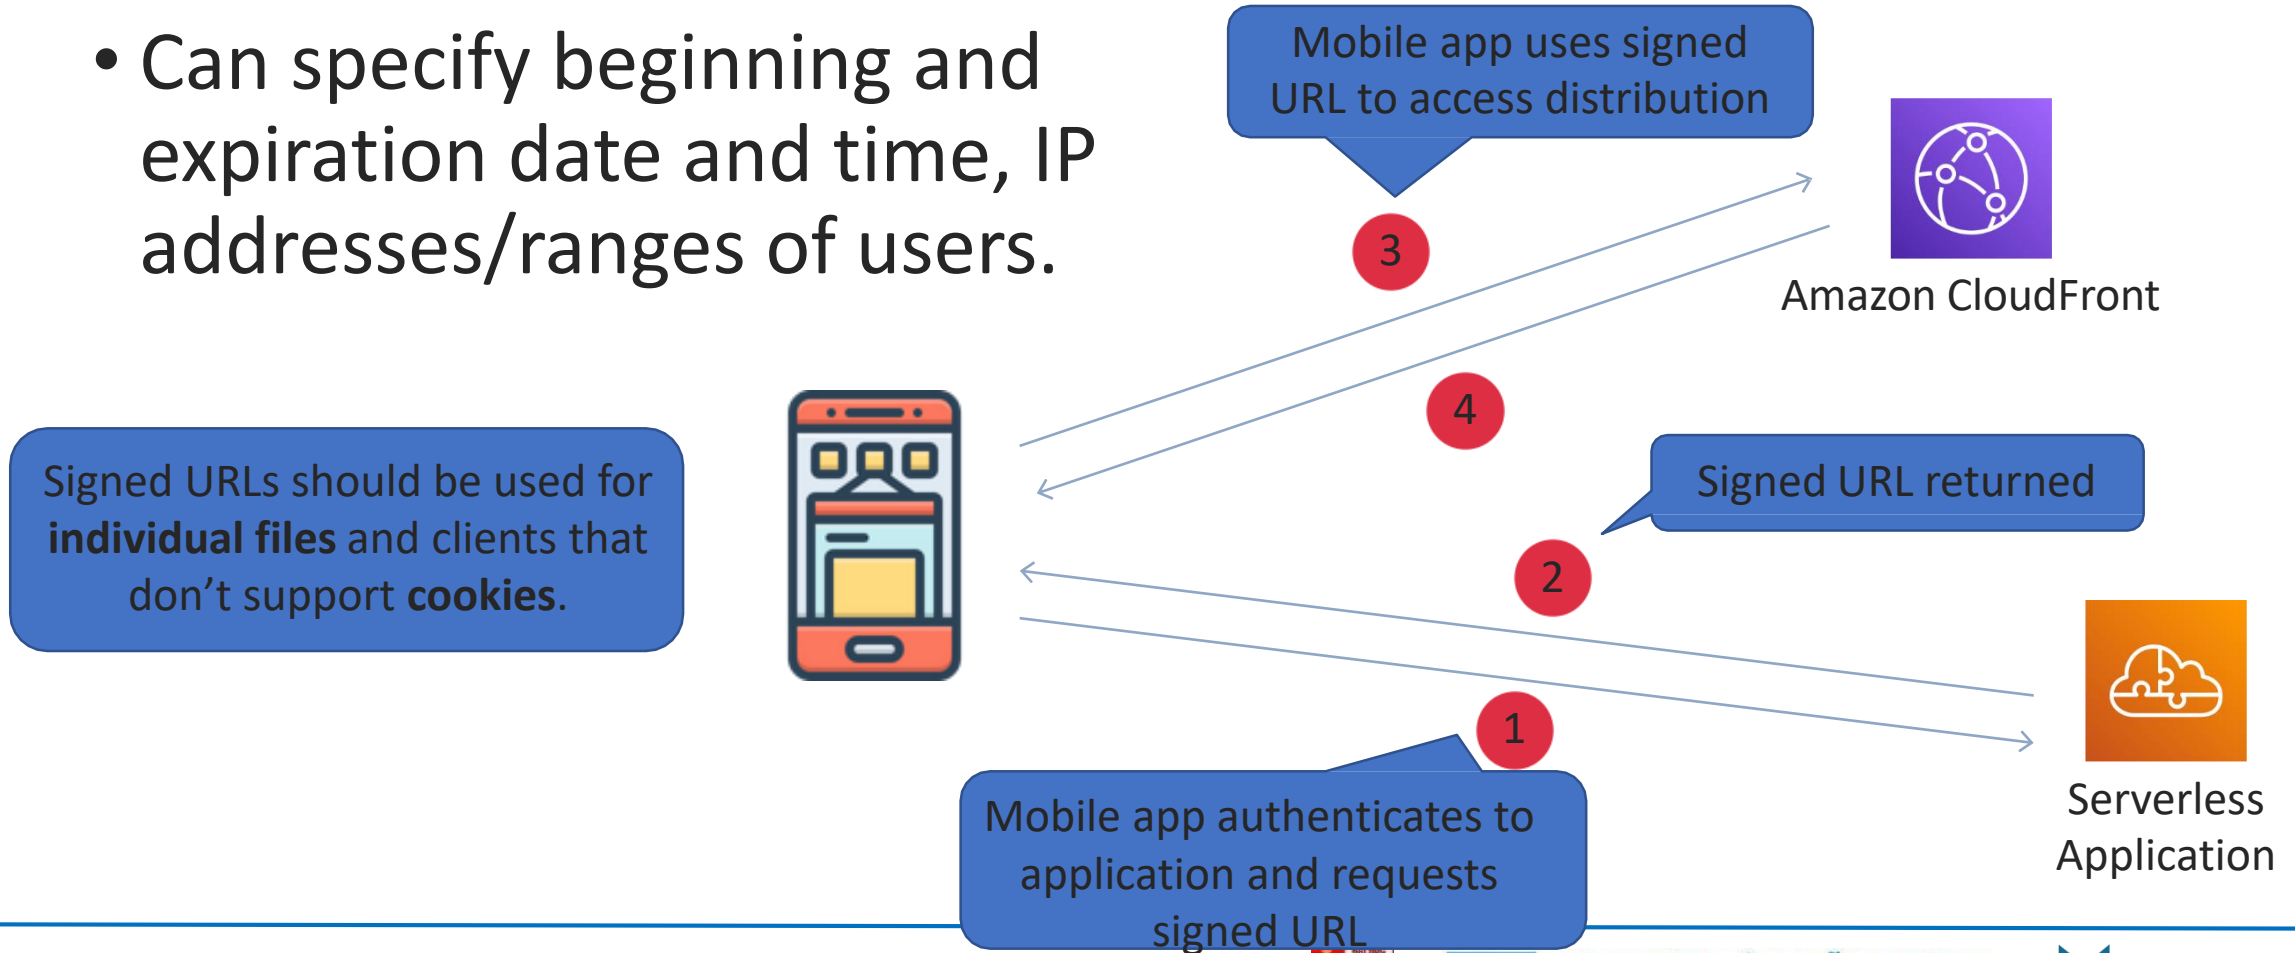 • Can specify beginning and
expiration date and time, IP
addresses/ranges of users.
Mobile app uses signed
URL to access distribution
3
Amazon CloudFront
4
Signed URLs should be used for
individual files and clients that
don’t support cookies.
Signed URL returned
2
1
Mobile app authenticates to
application and requests
signed URL
Serverless
Application